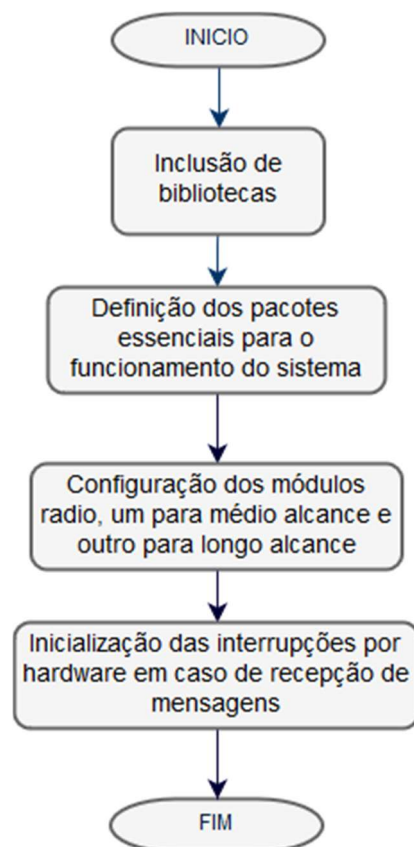 INICIO
Inclusão de
bibliotecas
Definição dos pacotes
essenciais para o
funcionamento do sistema
Configuração dos módulos
radio, um para médio alcance e
outro para longo alcance
Inicialização das interrupções por
hardware em caso de recepção de
mensagens
FIM